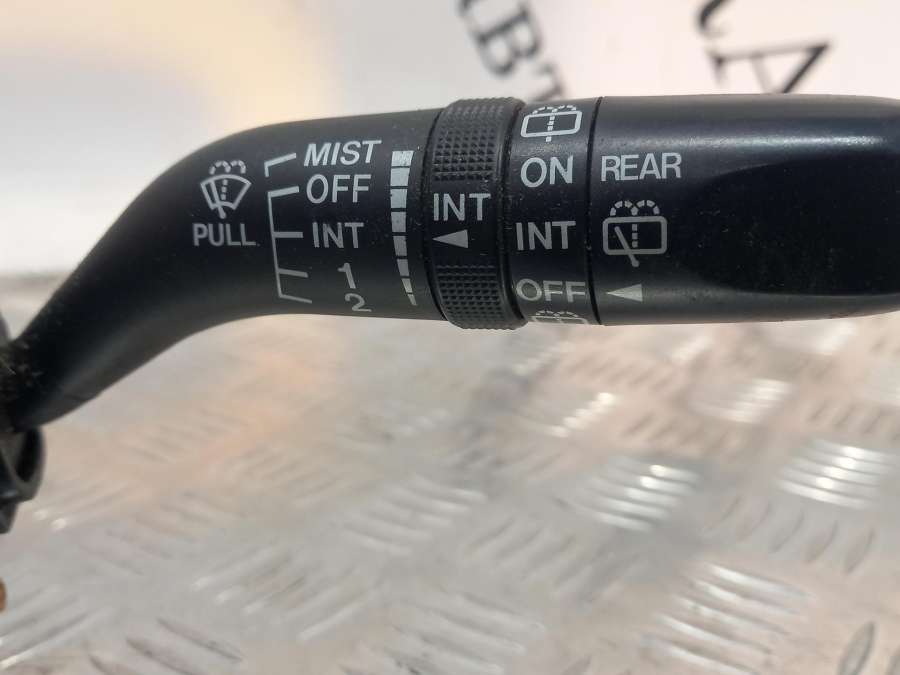 PULL
MIST
OFF
INT
1
2
INT
ON
INT
OFF
REAR